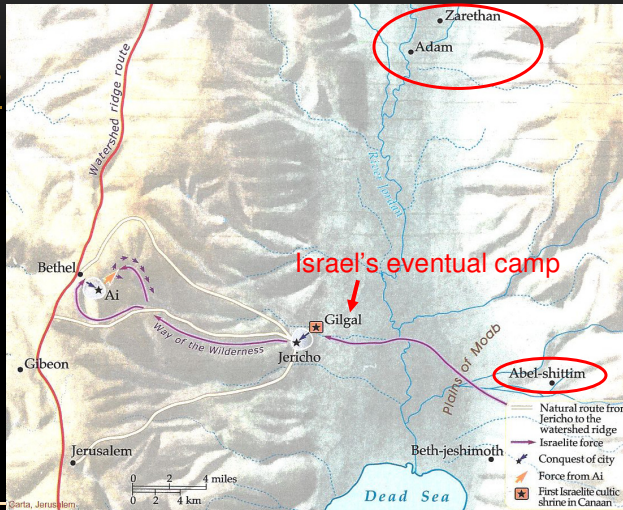 Zarethan
Adam
Watershed ridge route
River Jordan
Israel's eventual camp
Bethel
Ai
Gilgal
Way of the Wilderness
Jericho
Plains of Moab
Gibeon
Abel-shittim
Jerusalem
Beth-jeshimoth
Dead Sea
0 2 4 miles
0 2 4 km
Natural route from
Jericho to the
watershed ridge
Israelite force
Conquest of city
Force from Ai
First Israelite cultic
shrine in Canaan
Carta, Jerusalem